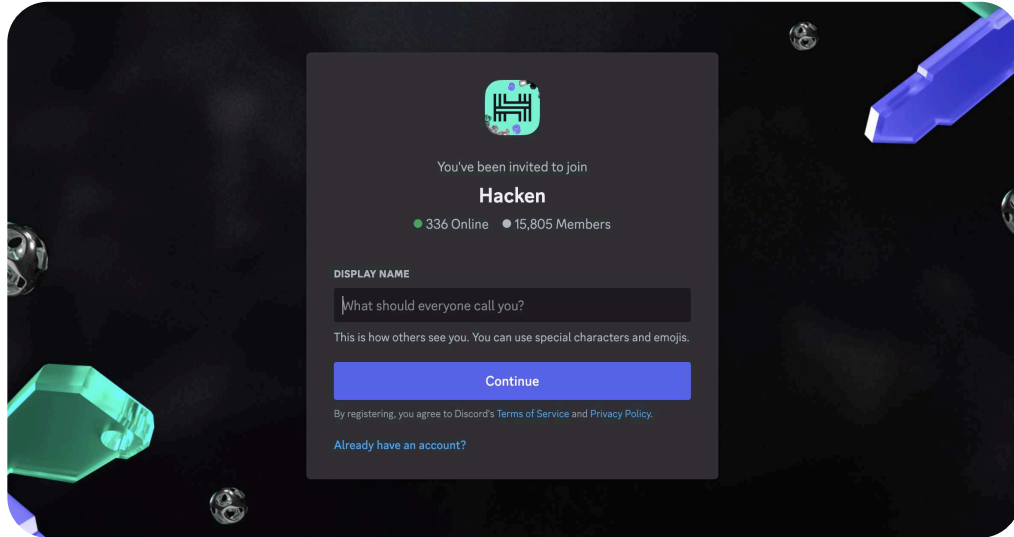 You've been invited to join
Hacken
336 Online 15,805 Members
DISPLAY NAME
What should everyone call you?
This is how others see you. You can use special characters and emojis.
Continue
By registering, you agree to Discord's Terms of Service and Privacy Policy.
Already have an account?